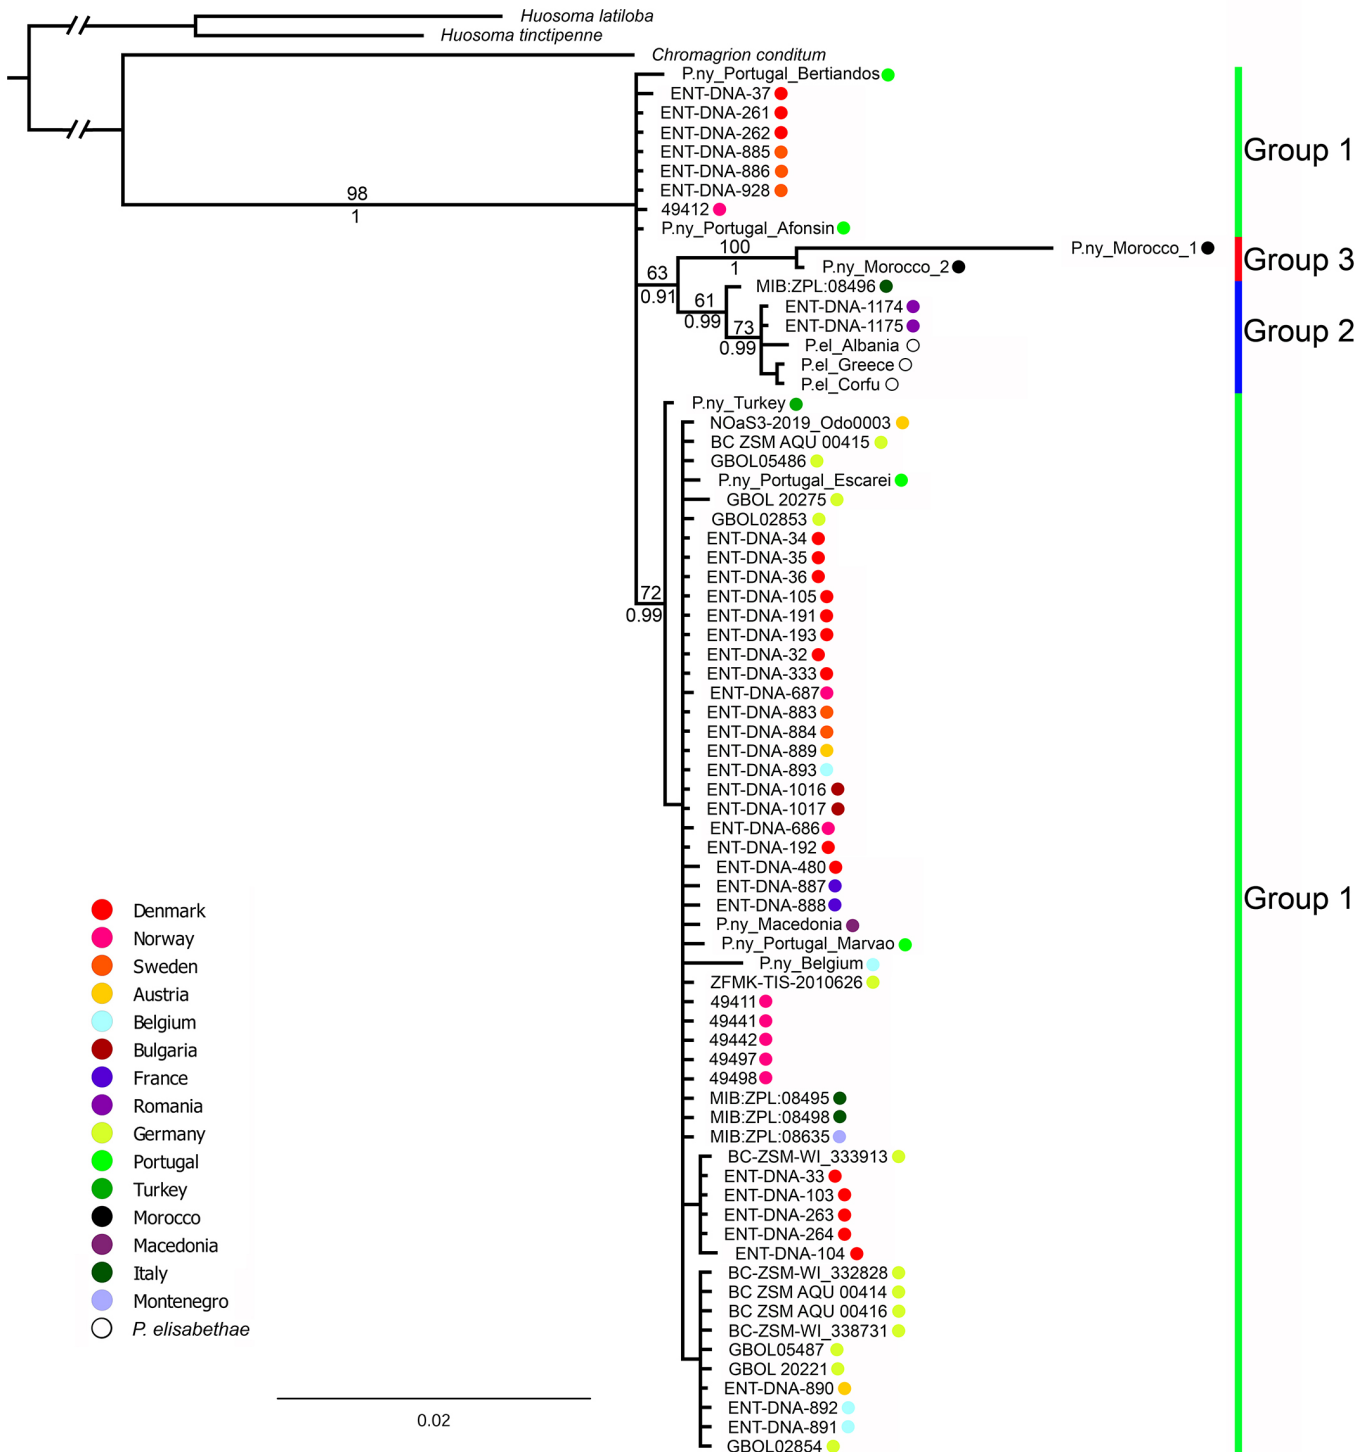 Huosoma latiloba
Huosoma tinctipenne
Chromagrion conditum
P.ny_Portugal_Bertiandos
ENT-DNA-37
ENT-DNA-261
ENT-DNA-262
ENT-DNA-885
Group 1
ENT-DNA-886
ENT-DNA-928
98
1
49412
P.ny_Portugal_Afonsin
100
1
P.ny_Morocco_1
P.ny_Morocco_2
Group 3
63
0.91
MIB:ZPL:08496
61
0.99
ENT-DNA-1174
ENT-DNA-1175
Group 2
73
0.99
P.el_Albania
P.el_Greece
P.el_Corfu
P.ny_Turkey
NOaS3-2019_Odo0003
BC ZSM AQU 00415
GBOL05486
P.ny_Portugal_Escarei
GBOL 20275
GBOL02853
ENT-DNA-34
ENT-DNA-35
ENT-DNA-36
72
0.99
ENT-DNA-105
ENT-DNA-191
ENT-DNA-193
ENT-DNA-32
ENT-DNA-333
ENT-DNA-687
ENT-DNA-883
ENT-DNA-884
ENT-DNA-889
ENT-DNA-893
ENT-DNA-1016
ENT-DNA-1017
ENT-DNA-686
ENT-DNA-192
ENT-DNA-480
ENT-DNA-887
ENT-DNA-888
Group 1
P.ny_Macedonia
P.ny_Portugal_Marvao
P.ny_Belgium
ZFMK-TIS-2010626
49411
49441
49442
49497
49498
MIB:ZPL:08495
MIB:ZPL:08498
MIB:ZPL:08635
BC-ZSM-WI_333913
ENT-DNA-33
ENT-DNA-103
ENT-DNA-263
ENT-DNA-264
ENT-DNA-104
BC-ZSM-WI_332828
BC ZSM AQU 00414
BC ZSM AQU 00416
BC-ZSM-WI_338731
GBOL05487
GBOL 20221
ENT-DNA-890
ENT-DNA-892
ENT-DNA-891
GBOL02854
Denmark
Norway
Sweden
Austria
Belgium
Bulgaria
France
Romania
Germany
Portugal
Turkey
Morocco
Macedonia
Italy
Montenegro
P. elisabethae
0.02